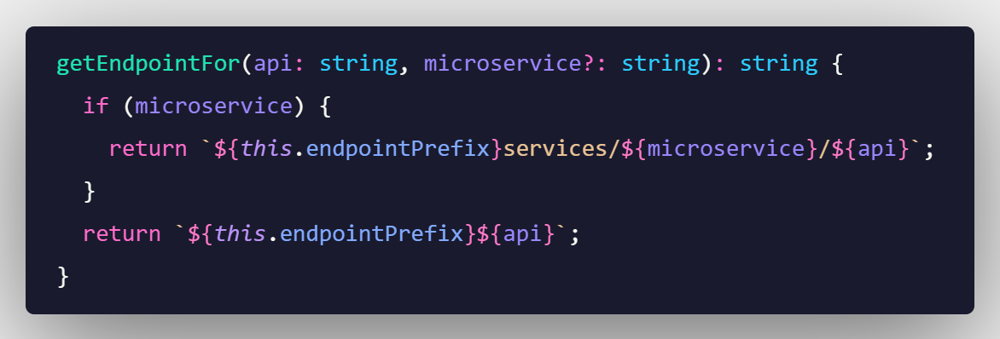 getEndpointFor(api: string, microservice?: string): string {
  if (microservice) {
    return `${this.endpointPrefix}services/${microservice}/${api}`;
  }
  return `${this.endpointPrefix}${api}`;
}